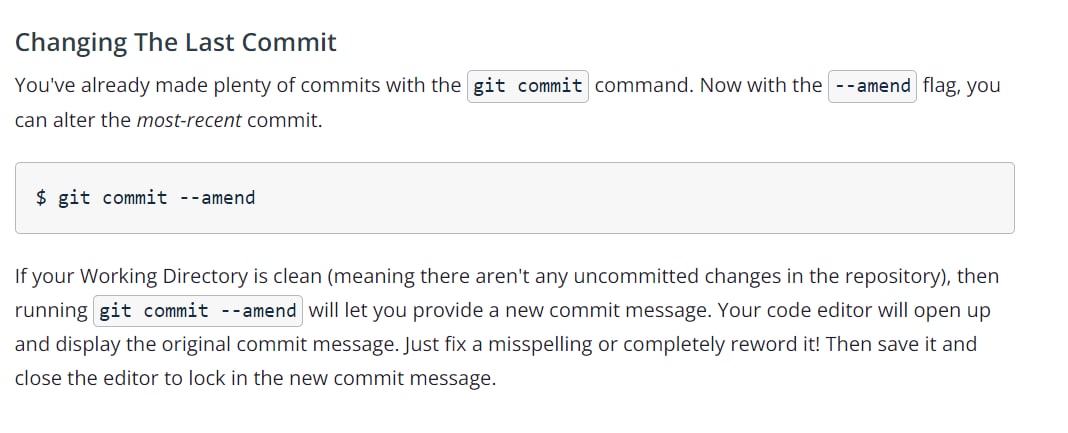 Changing The Last Commit
You've already made plenty of commits with the git commit command. Now with the --amend flag, you
can alter the most-recent commit.
$ git commit --amend
If your Working Directory is clean (meaning there aren't any uncommitted changes in the repository), then
running git commit --amend will let you provide a new commit message. Your code editor will open up
and display the original commit message. Just fix a misspelling or completely reword it! Then save it and
close the editor to lock in the new commit message.